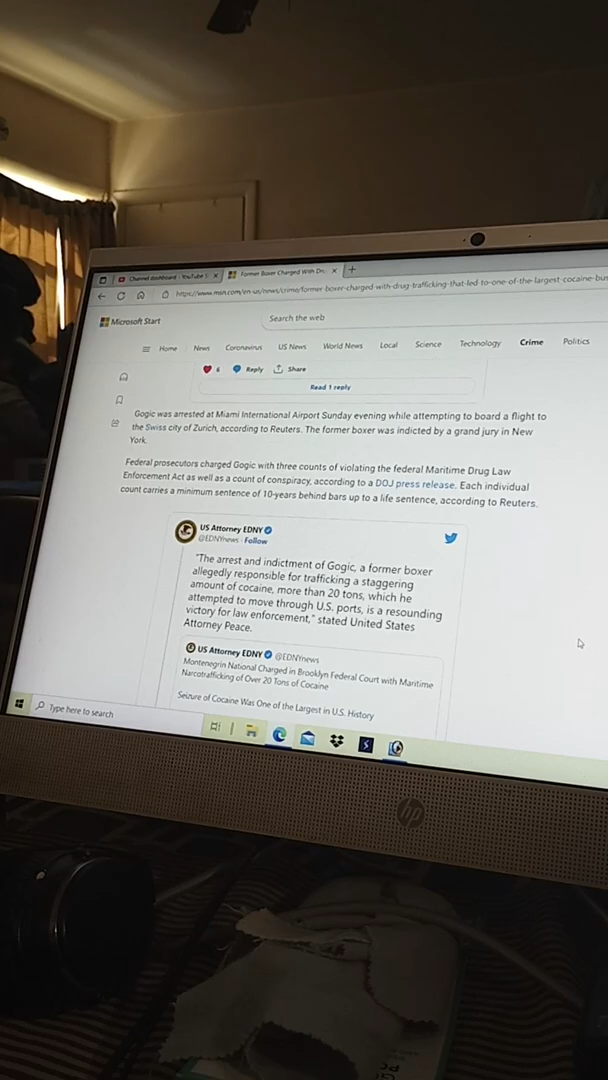 Channel dashboard - YouTube S
Former Boxer Charged With Dru
https://www.msn.com/en-us/news/crime/former-boxer-charged-with-drug-trafficking-that-led-to-one-of-the-largest-cocaine-bus
Microsoft Start
Search the web
Home News Coronavirus US News World News Local Science Technology Crime Politics
6 Reply Share
Read 1 reply
Gogic was arrested at Miami International Airport Sunday evening while attempting to board a flight to
the Swiss city of Zurich, according to Reuters. The former boxer was indicted by a grand jury in New
York.
Federal prosecutors charged Gogic with three counts of violating the federal Maritime Drug Law
Enforcement Act as well as a count of conspiracy, according to a DOJ press release. Each individual
count carries a minimum sentence of 10-years behind bars up to a life sentence, according to Reuters.
US Attorney EDNY
@EDNYnews · Follow
"The arrest and indictment of Gogic, a former boxer
allegedly responsible for trafficking a staggering
amount of cocaine, more than 20 tons, which he
attempted to move through U.S. ports, is a resounding
victory for law enforcement," stated United States
Attorney Peace.
US Attorney EDNY @EDNYnews
Montenegrin National Charged in Brooklyn Federal Court with Maritime
Narcotrafficking of Over 20 Tons of Cocaine
Seizure of Cocaine Was One of the Largest in U.S. History
Type here to search
hp